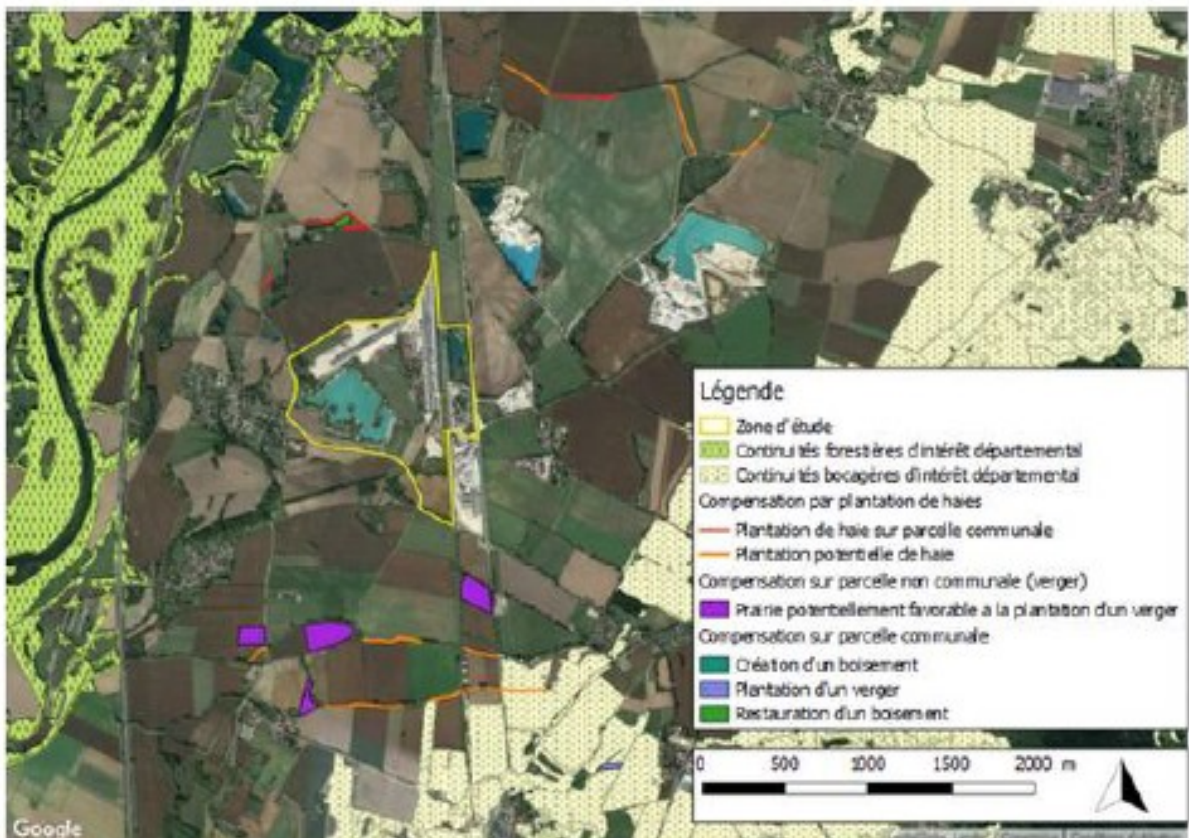 Légende
Zone d'étude
Continuités forestières d'intérêt départemental
Continuités bocagères d'intérêt départemental
Compensation par plantation de haies
Plantation de haie sur parcelle communale
Plantation potentielle de haie
Compensation sur parcelle non communale (verger)
Prairie potentiellement favorable a la plantation d'un verger
Compensation sur parcelle communale
Création d'un boisement
Plantation d'un verger
Restauration d'un boisement
0 500 1000 1500 2000 m
Google